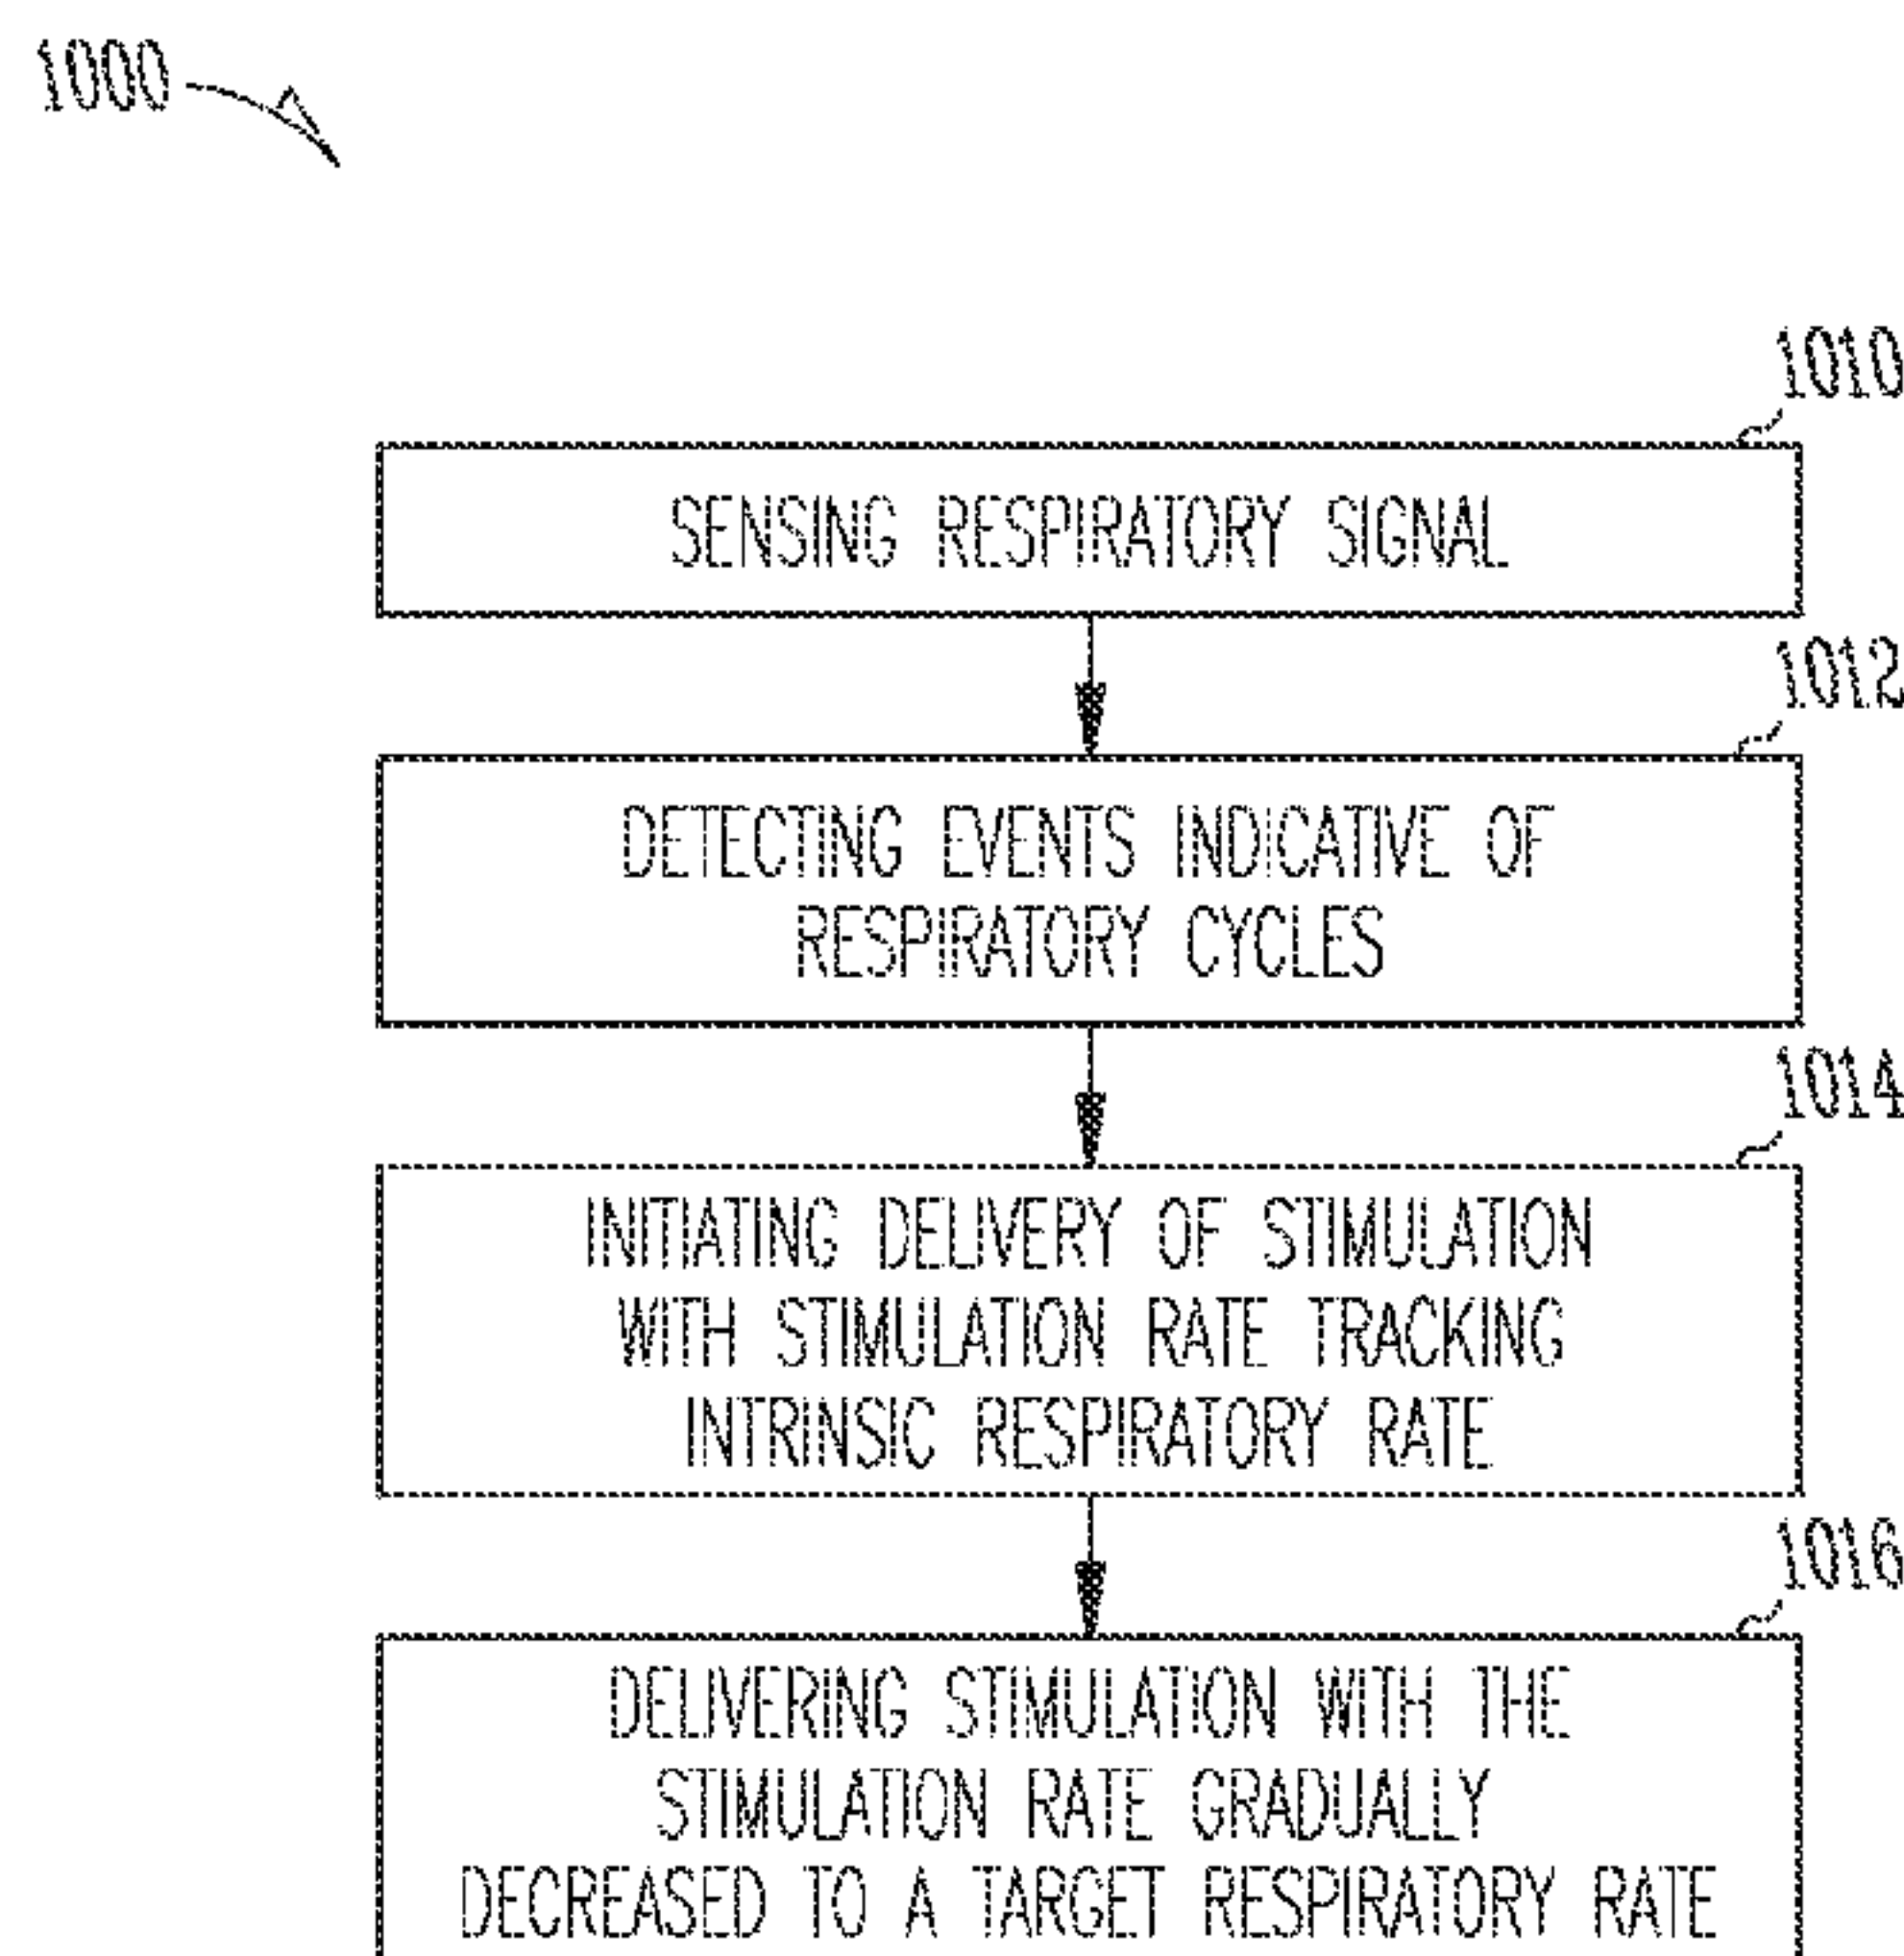 1000
1010
SENSING RESPIRATORY SIGNAL
1012
DETECTING EVENTS INDICATIVE OF
RESPIRATORY CYCLES
1014
INITIATING DELIVERY OF STIMULATION
WITH STIMULATION RATE TRACKING
INTRINSIC RESPIRATORY RATE
1016
DELIVERING STIMULATION WITH THE
STIMULATION RATE GRADUALLY
DECREASED TO A TARGET RESPIRATORY RATE